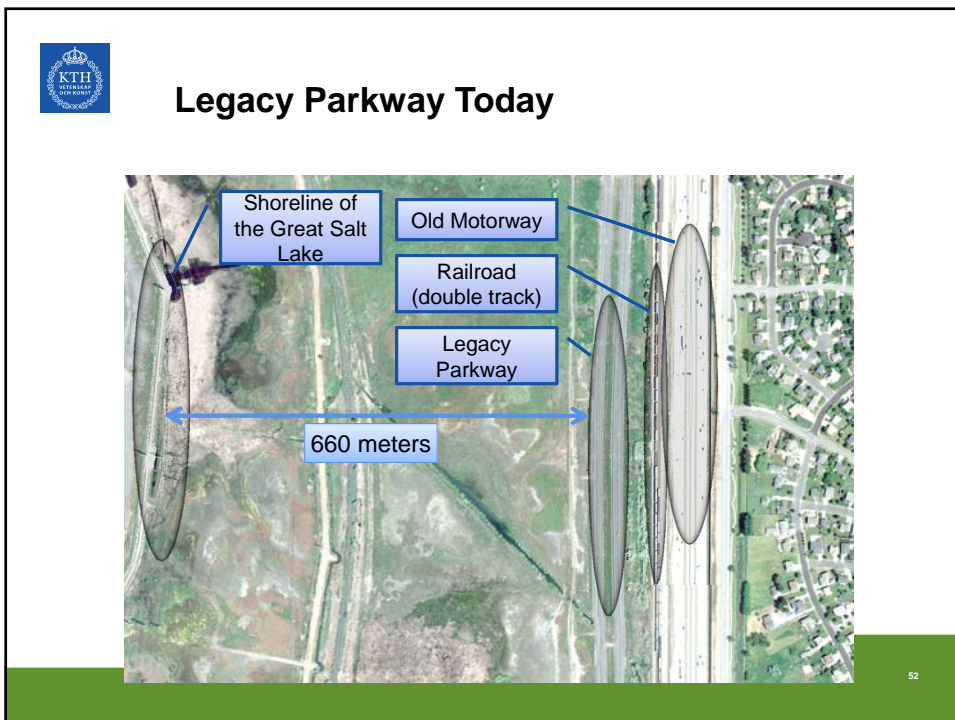 KTH
VETENSKAP
OCH KONST
Legacy Parkway Today
Shoreline of
the Great Salt
Lake
Old Motorway
Railroad
(double track)
Legacy
Parkway
660 meters
52